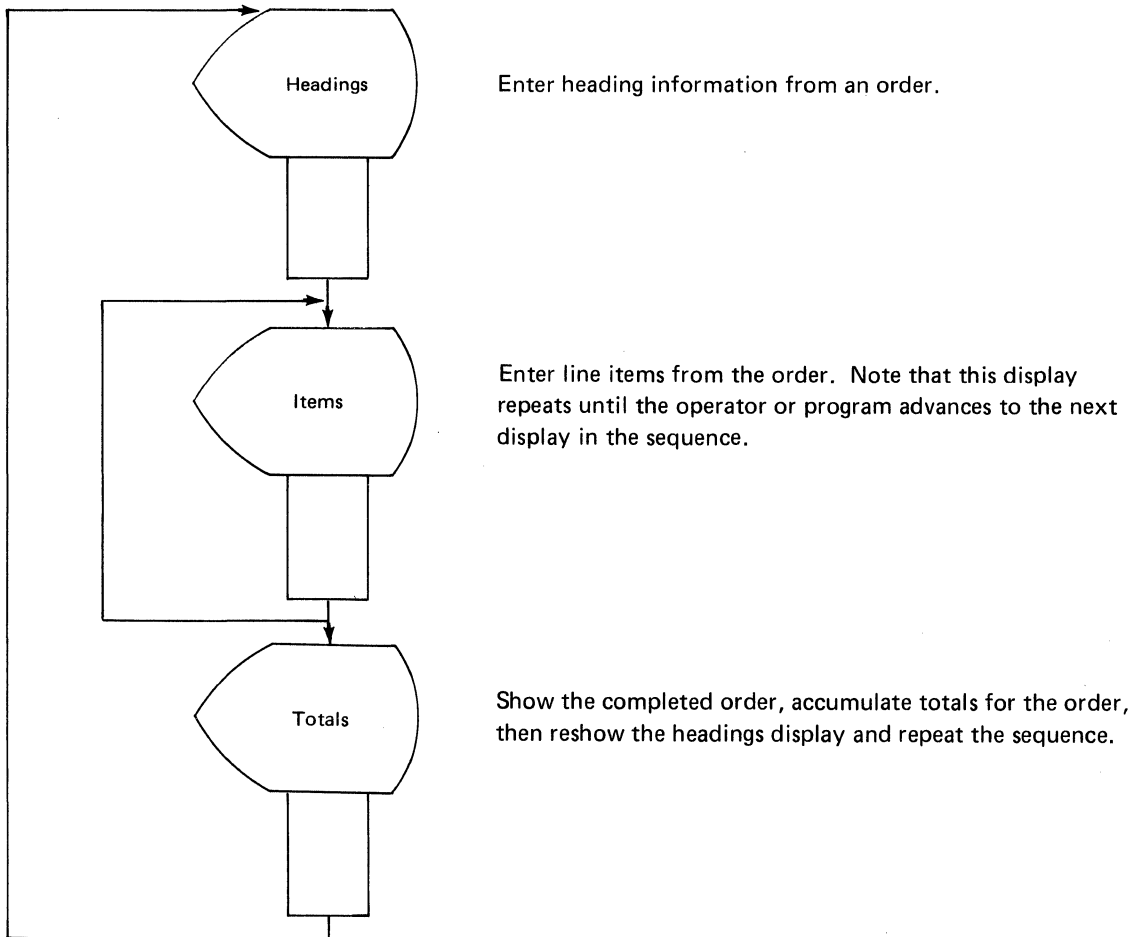 Headings
Enter heading information from an order.
Items
Enter line items from the order. Note that this display
repeats until the operator or program advances to the next
display in the sequence.
Totals
Show the completed order, accumulate totals for the order,
then reshow the headings display and repeat the sequence.